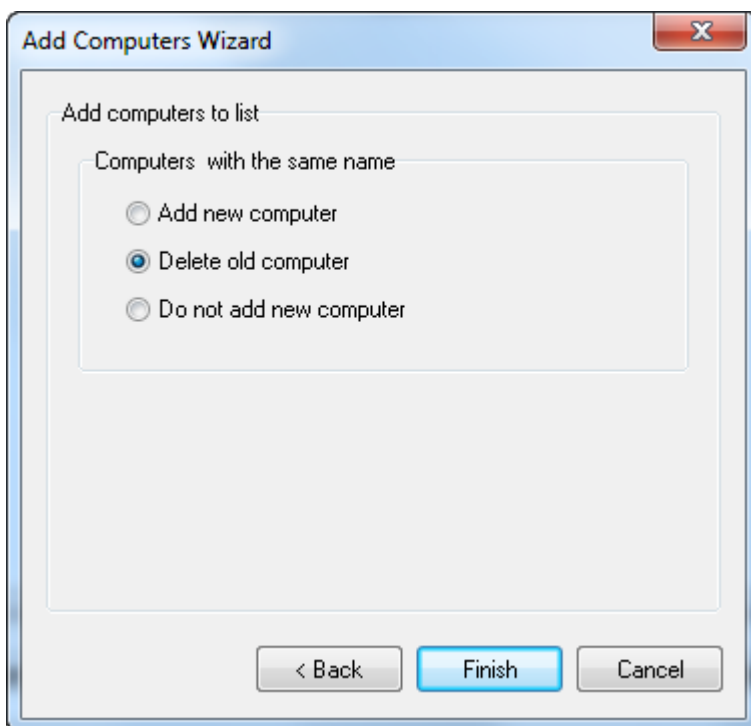 Add Computers Wizard
Add computers to list
Computers  with the same name
Add new computer
Delete old computer
Do not add new computer
< Back
Finish
Cancel